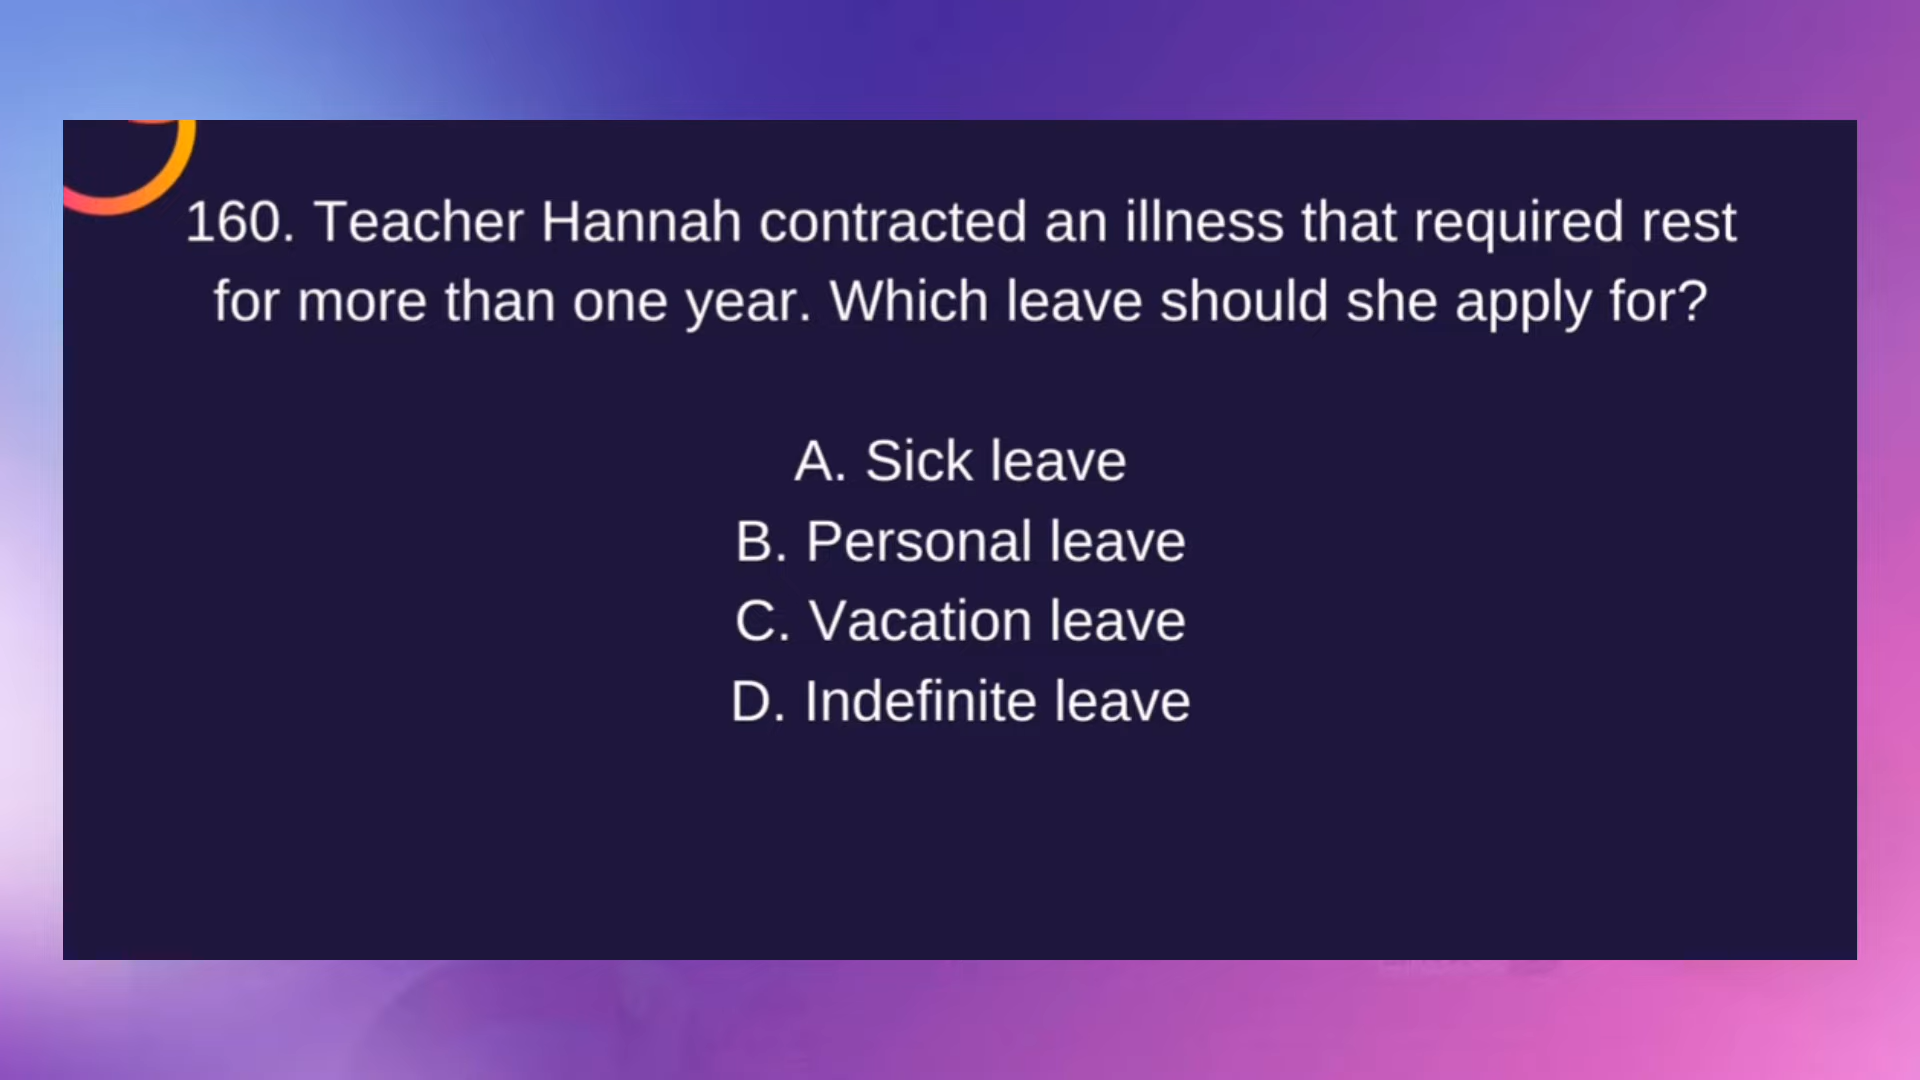 160. Teacher Hannah contracted an illness that required rest
for more than one year. Which leave should she apply for?
A. Sick leave
B. Personal leave
C. Vacation leave
D. Indefinite leave